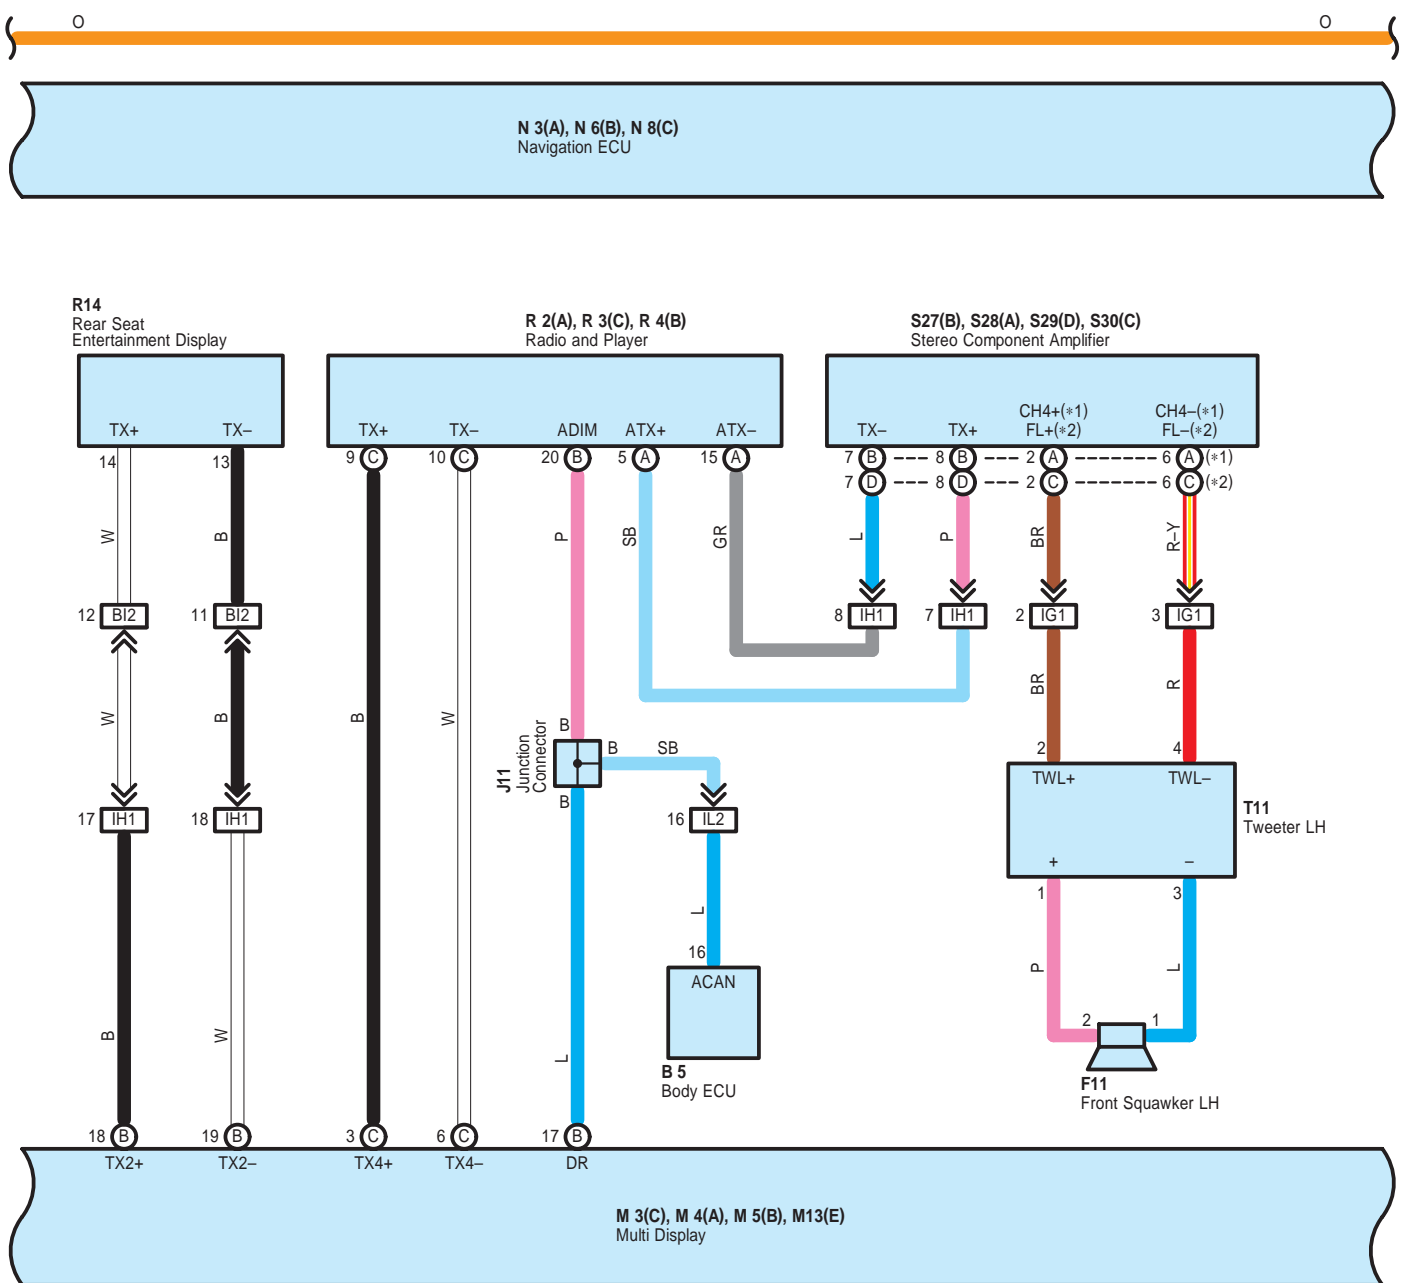 O O
N 3(A), N 6(B), N 8(C)
Navigation ECU
R14
Rear Seat
Entertainment Display
R 2(A), R 3(C), R 4(B)
Radio and Player
S27(B), S28(A), S29(D), S30(C)
Stereo Component Amplifier
CH4+(∗1) CH4–(∗1)
TX+ TX– TX+ TX– ADIM ATX+ ATX– TX– TX+ FL+(∗2) FL–(∗2)
14 13 9 C 10 C 20 B 5 A 15 A 7 B 8 B 2 A 6 A (∗1)
7 D 8 D 2 C 6 C (∗2)
W B P SB GR L P BR R–Y
12 BI2 11 BI2 8 IH1 7 IH1 2 IG1 3 IG1
W B B W BR R
J11
Junction
Connector
B
B SB
B
2 4
TWL+ TWL–
T11
Tweeter LH
+ –
17 IH1 18 IH1 16 IL2
1 3
L
16
ACAN
B 5
Body ECU
P L
2 1
F11
Front Squawker LH
B W L
18 B 19 B 3 C 6 C 17 B
TX2+ TX2– TX4+ TX4– DR
M 3(C), M 4(A), M 5(B), M13(E)
Multi Display